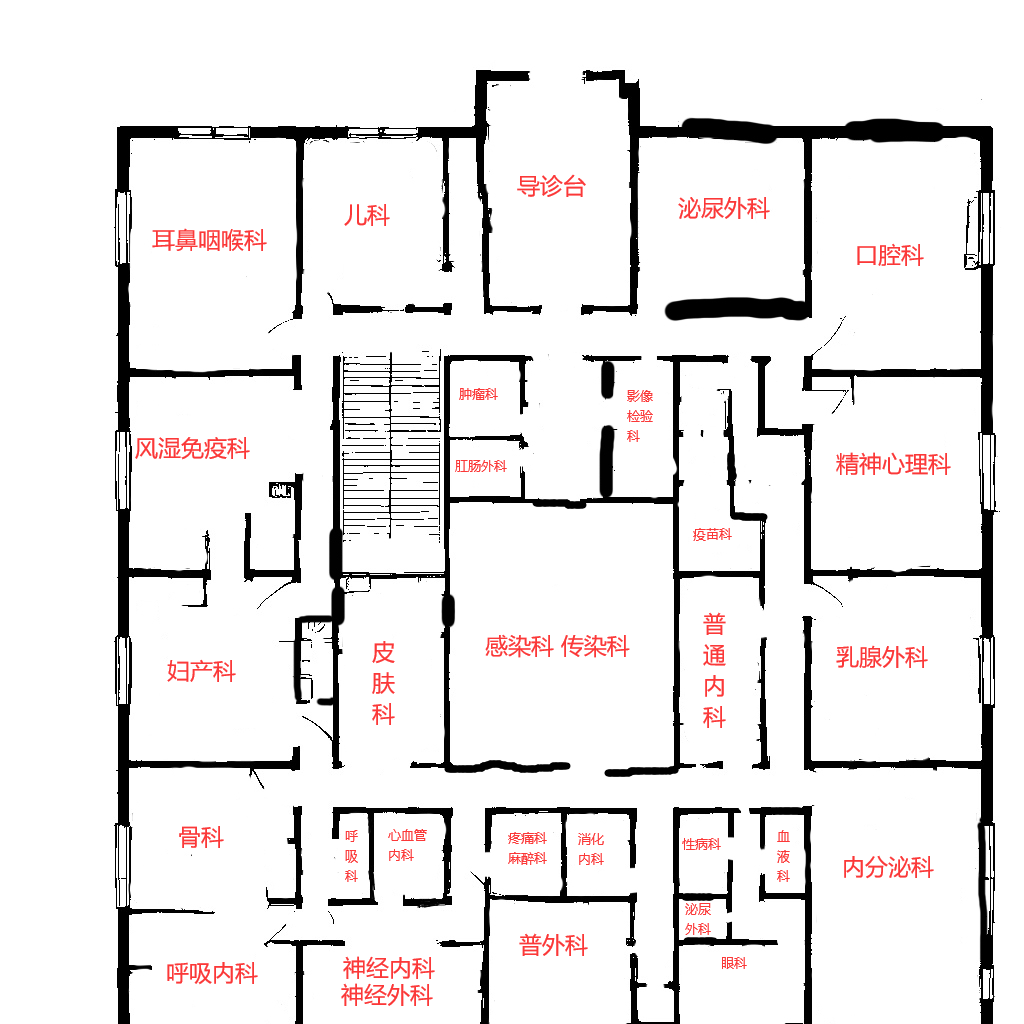 导诊台
泌尿外科
儿科
耳鼻咽喉科
口腔科
肿瘤科
影像
检验
科
风湿免疫科
肛肠外科
精神心理科
疫苗科
皮
肤
科
感染科 传染科
普
通
内
科
妇产科
乳腺外科
骨科
呼
吸
科
心血管
内科
疼痛科
麻醉科
消化
内科
性病科
血
液
科
内分泌科
泌尿
外科
普外科
眼科
呼吸内科
神经内科
神经外科